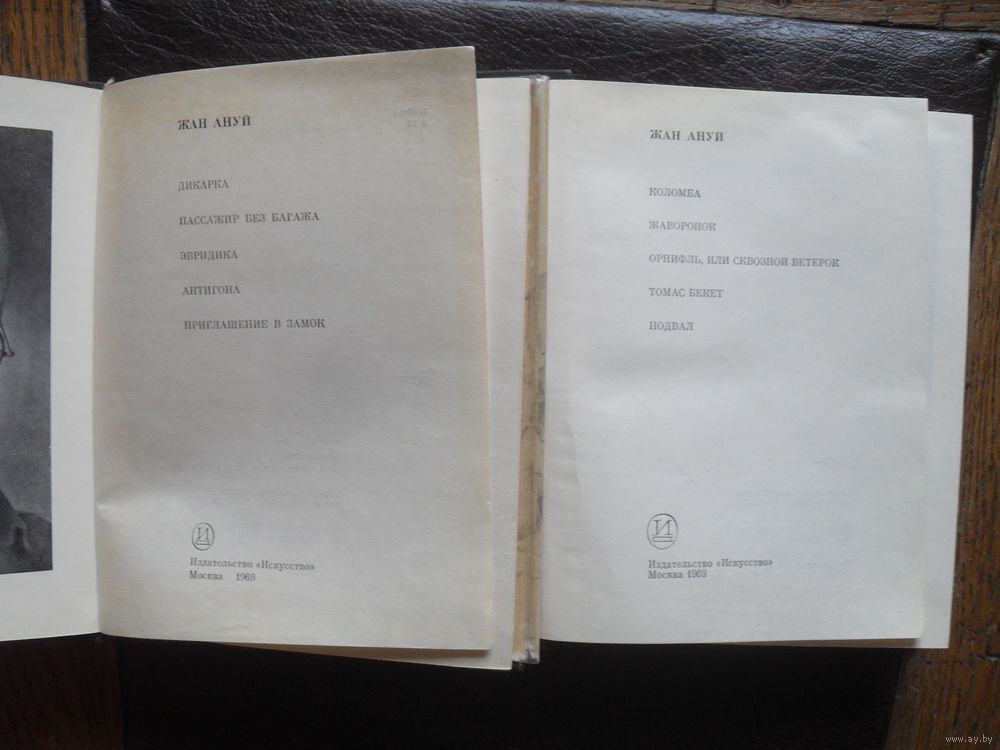 ЖАН АНУЙ
ДИКАРКА
ПАССАЖИР БЕЗ БАГАЖА
ЭВРИДИКА
АНТИГОНА
ПРИГЛАШЕНИЕ В ЗАМОК
И
Издательство «Искусство»
Москва 1969
ЖАН АНУЙ
КОЛОМБА
ЖАВОРОНОК
ОРНИФЛЬ, ИЛИ СКВОЗНОЙ ВЕТЕРОК
ТОМАС БЕКЕТ
ПОДВАЛ
И
Издательство «Искусство»
Москва 1969
www.ay.by